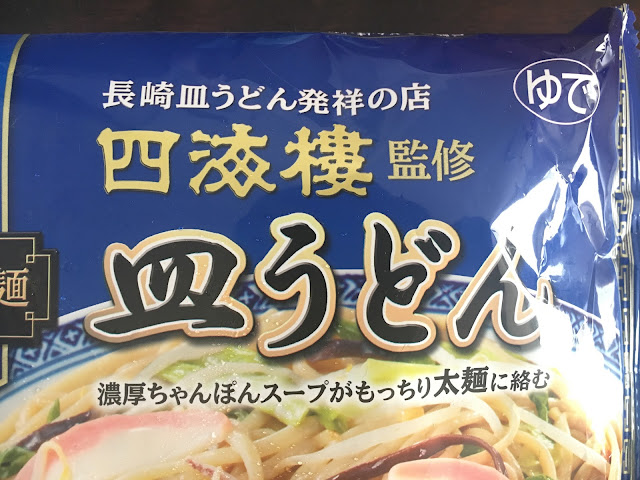 長崎皿うどん発祥の店
ゆで
四海樓 監修
皿うどん
麺
濃厚ちゃんぽんスープがもっちり太麺に絡む